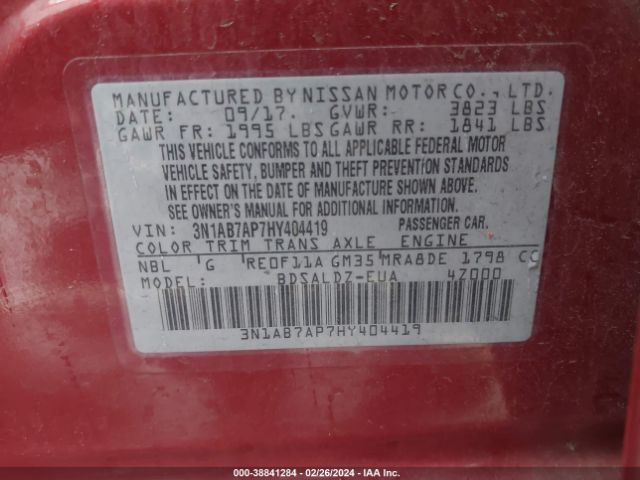 MANUFACTURED BY NISSAN MOTOR CO., LTD.
DATE: 09/17. GVWR: 3823 LBS
GAWR FR: 1995 LBS GAWR RR: 1841 LBS
THIS VEHICLE CONFORMS TO ALL APPLICABLE FEDERAL MOTOR
VEHICLE SAFETY, BUMPER AND THEFT PREVENTION STANDARDS
IN EFFECT ON THE DATE OF MANUFACTURE SHOWN ABOVE.
SEE OWNER'S MANUAL FOR ADDITIONAL INFORMATION.
VIN: 3N1AB7AP7HY404419 PASSENGER CAR.
COLOR TRIM TRANS AXLE ENGINE
NBL G RE0F11A GM35 MRA8DE 1798 CC
MODEL: BDSALDZ-EUA 4Z000
3N1AB7AP7HY404419
000-38841284 | 02/26/2024 | IAA Inc.